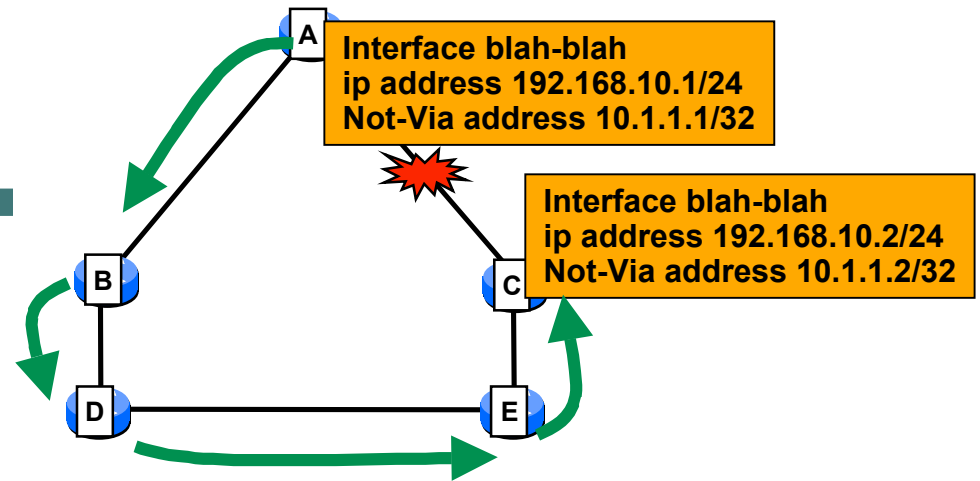 A
Interface blah-blah
ip address 192.168.10.1/24
Not-Via address 10.1.1.1/32
Interface blah-blah
ip address 192.168.10.2/24
Not-Via address 10.1.1.2/32
B
C
D
E